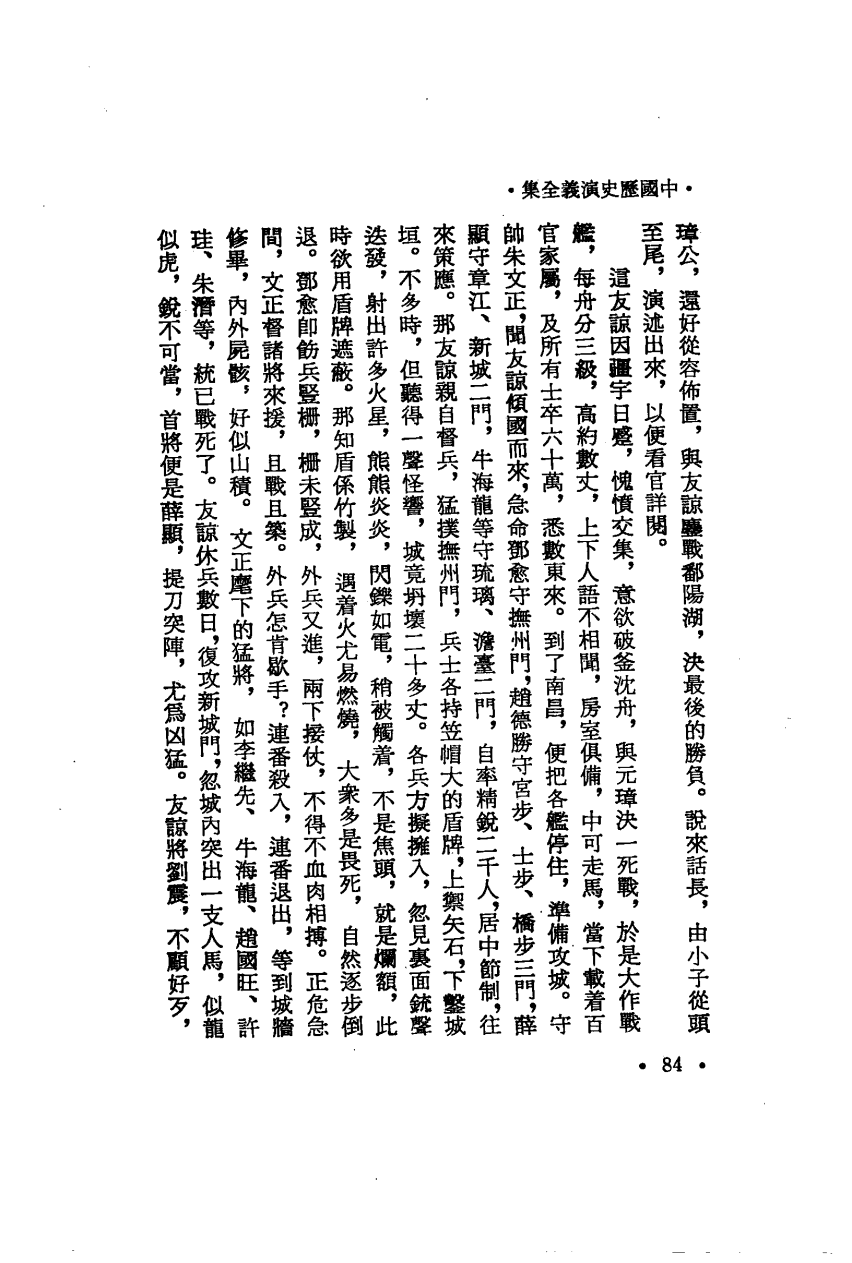 •中國歷史演義全集•
璋公，還好從容佈置，與友諒鏖戰鄱陽湖，決最後的勝負。說來話長，由小子從頭
至尾，演述出來，以便看官詳閱。
這友諒因疆宇日蹙，愧憤交集，意欲破釜沈舟，與元璋決一死戰，於是大作戰
艦，每舟分三級，高約數丈，上下人語不相聞，房室俱備，中可走馬，當下載着百
官家屬，及所有士卒六十萬，悉數東來。到了南昌，便把各艦停住，準備攻城。守
帥朱文正，聞友諒傾國而來，急命鄧愈守撫州門，趙德勝守宮步、士步、橋步三門，薛
顯守章江、新城二門，牛海龍等守琉璃、澹臺二門，自率精銳二千人，居中節制，往
來策應。那友諒親自督兵，猛撲撫州門，兵士各持笠帽大的盾牌，上禦矢石，下鑿城
垣。不多時，但聽得一聲怪響，城竟坍壞二十多丈。各兵方擬擁入，忽見裏面銃聲
迭發，射出許多火星，熊熊炎炎，閃鑠如電，稍被觸着，不是焦頭，就是爛額，此
時欲用盾牌遮蔽。那知盾係竹製，遇着火尤易燃燒，大衆多是畏死，自然逐步倒
退。鄧愈卽飭兵豎柵，柵未豎成，外兵又進，兩下接仗，不得不血肉相搏。正危急
間，文正督諸將來援，且戰且築。外兵怎肯歇手？連番殺入，連番退出，等到城牆
修畢，內外屍骸，好似山積。文正麾下的猛將，如李繼先、牛海龍、趙國旺、許
珪、朱潛等，統已戰死了。友諒休兵數日，復攻新城門，忽城內突出一支人馬，似龍
似虎，銳不可當，首將便是薛顯，提刀突陣，尤爲凶猛。友諒將劉震，不顧好歹，
•84•